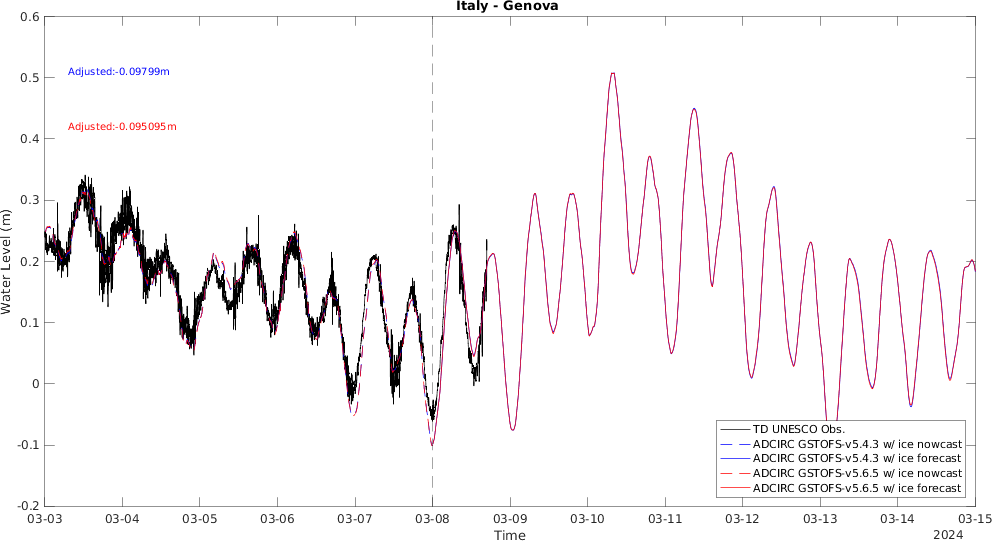 Italy - Genova
0.6
0.5
0.4
0.3
0.2
0.1
0
-0.1
-0.2
Water Level (m)
Adjusted:-0.09799m
Adjusted:-0.095095m
TD UNESCO Obs.
ADCIRC GSTOFS-v5.4.3 w/ ice nowcast
ADCIRC GSTOFS-v5.4.3 w/ ice forecast
ADCIRC GSTOFS-v5.6.5 w/ ice nowcast
ADCIRC GSTOFS-v5.6.5 w/ ice forecast
03-03 03-04 03-05 03-06 03-07 03-08 03-09 03-10 03-11 03-12 03-13 03-14 03-15
Time
2024